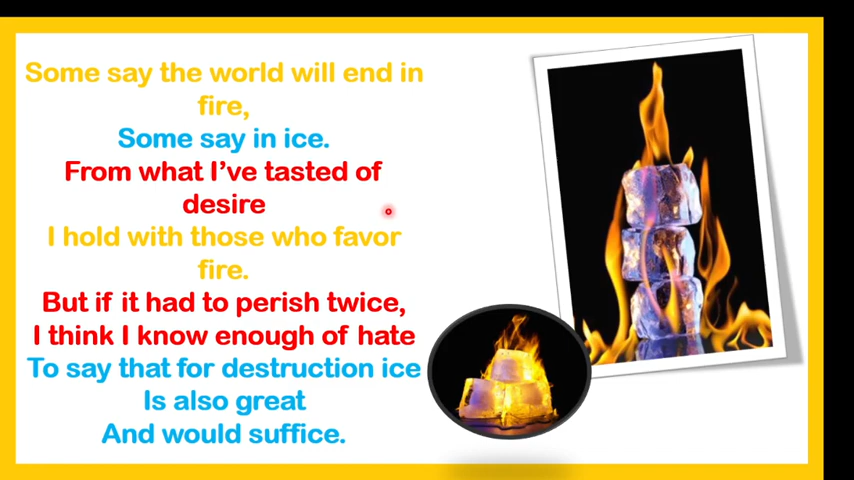 Some say the world will end in
fire,
Some say in ice.
From what I’ve tasted of
desire
I hold with those who favor
fire.
But if it had to perish twice,
I think I know enough of hate
To say that for destruction ice
Is also great
And would suffice.